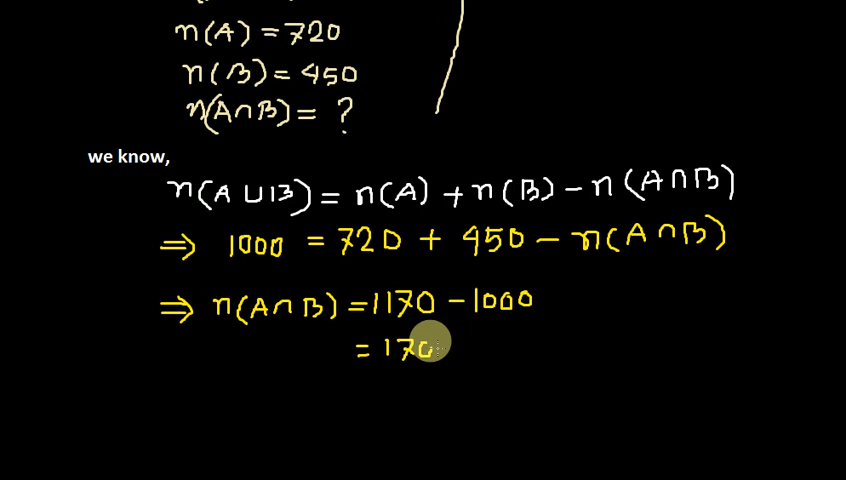 n(A) = 720
n(B) = 450
n(A∩B) = ?
we know,
n(A∪B) = n(A) + n(B) - n(A∩B)
⇒ 1000 = 720 + 450 - n(A∩B)
⇒ n(A∩B) = 1170 - 1000
= 170